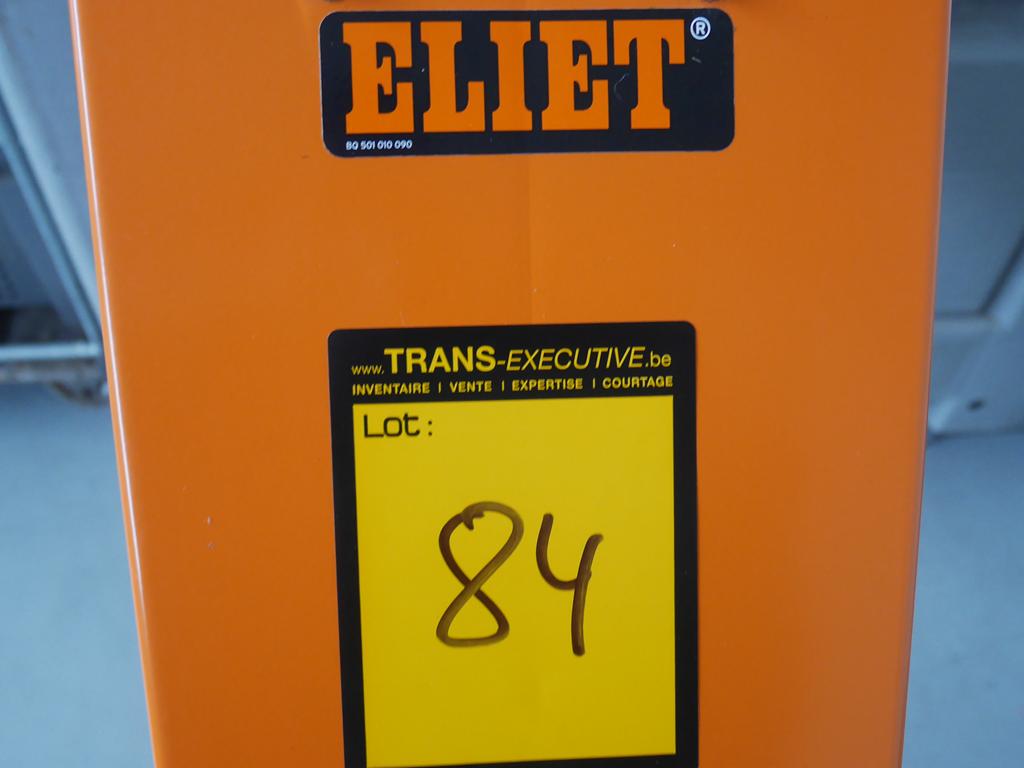 ELIET®
BQ 501 010 090
www.TRANS-EXECUTIVE.be
INVENTAIRE | VENTE | EXPERTISE | COURTAGE
Lot:
84